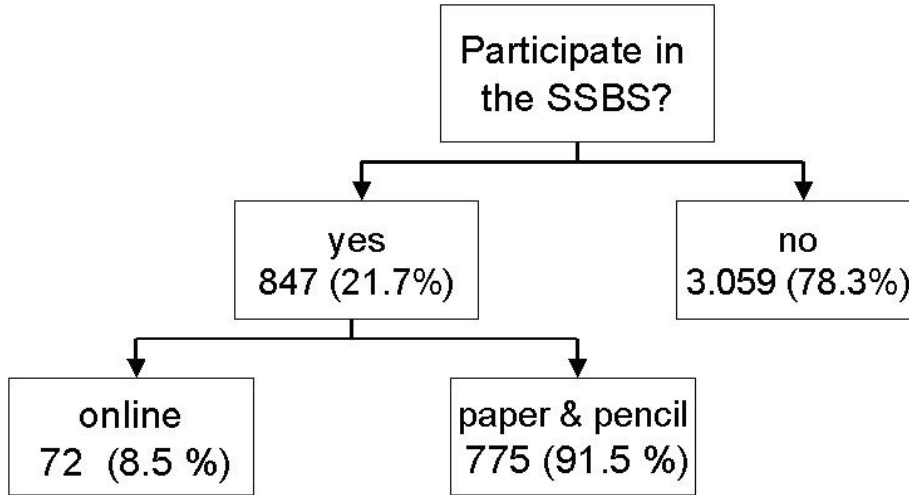 Participate in
the SSBS?
yes
847 (21.7%)
no
3.059 (78.3%)
online
72 (8.5 %)
paper & pencil
775 (91.5 %)